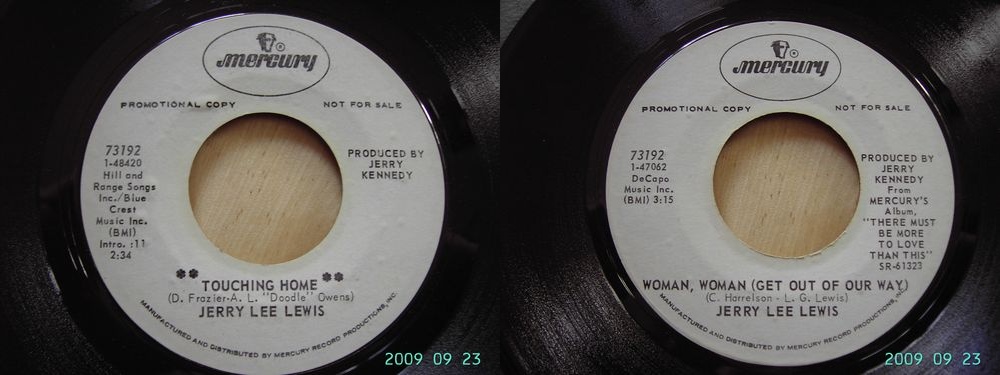 mercury
PROMOTIONAL COPY
NOT FOR SALE
73192
1-48420
Hill and
Range Songs
Inc./Blue
Crest
Music Inc.
(BMI)
Intro. :11
2:34
PRODUCED BY
JERRY
KENNEDY
** TOUCHING HOME **
(D. Frazier-A. L. "Doodle" Owens)
JERRY LEE LEWIS
MANUFACTURED AND DISTRIBUTED BY MERCURY RECORD PRODUCTIONS, INC.
2009 09 23
mercury
PROMOTIONAL COPY
NOT FOR SALE
73192
1-47062
DeCapo
Music Inc.
(BMI) 3:15
PRODUCED BY
JERRY
KENNEDY
From
MERCURY'S
Album,
"THERE MUST
BE MORE
TO LOVE
THAN THIS"
SR-61323
WOMAN, WOMAN (GET OUT OF OUR WAY)
(C. Harrelson - L. G. Lewis)
JERRY LEE LEWIS
MANUFACTURED AND DISTRIBUTED BY MERCURY RECORD PRODUCTIONS, INC.
2009 09 23